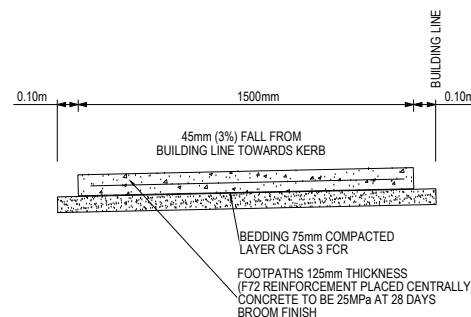 BUILDING LINE
0.10m
1500mm
0.10m
45mm (3%) FALL FROM
BUILDING LINE TOWARDS KERB
BEDDING 75mm COMPACTED
LAYER CLASS 3 FCR
FOOTPATHS 125mm THICKNESS
(F72 REINFORCEMENT PLACED CENTRALLY)
CONCRETE TO BE 25MPa AT 28 DAYS
BROOM FINISH